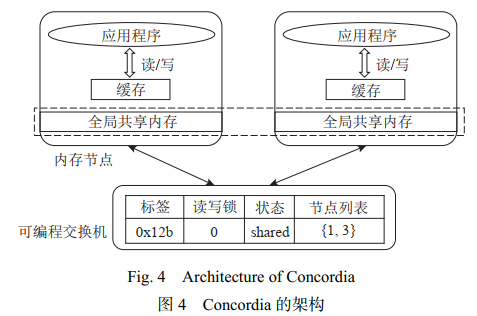 应用程序 应用程序
读/写 读/写
缓存 缓存
全局共享内存 全局共享内存
内存节点
标签 读写锁 状态 节点列表
可编程交换机 0x12b 0 shared {1, 3}
Fig. 4 Architecture of Concordia
图 4 Concordia 的架构